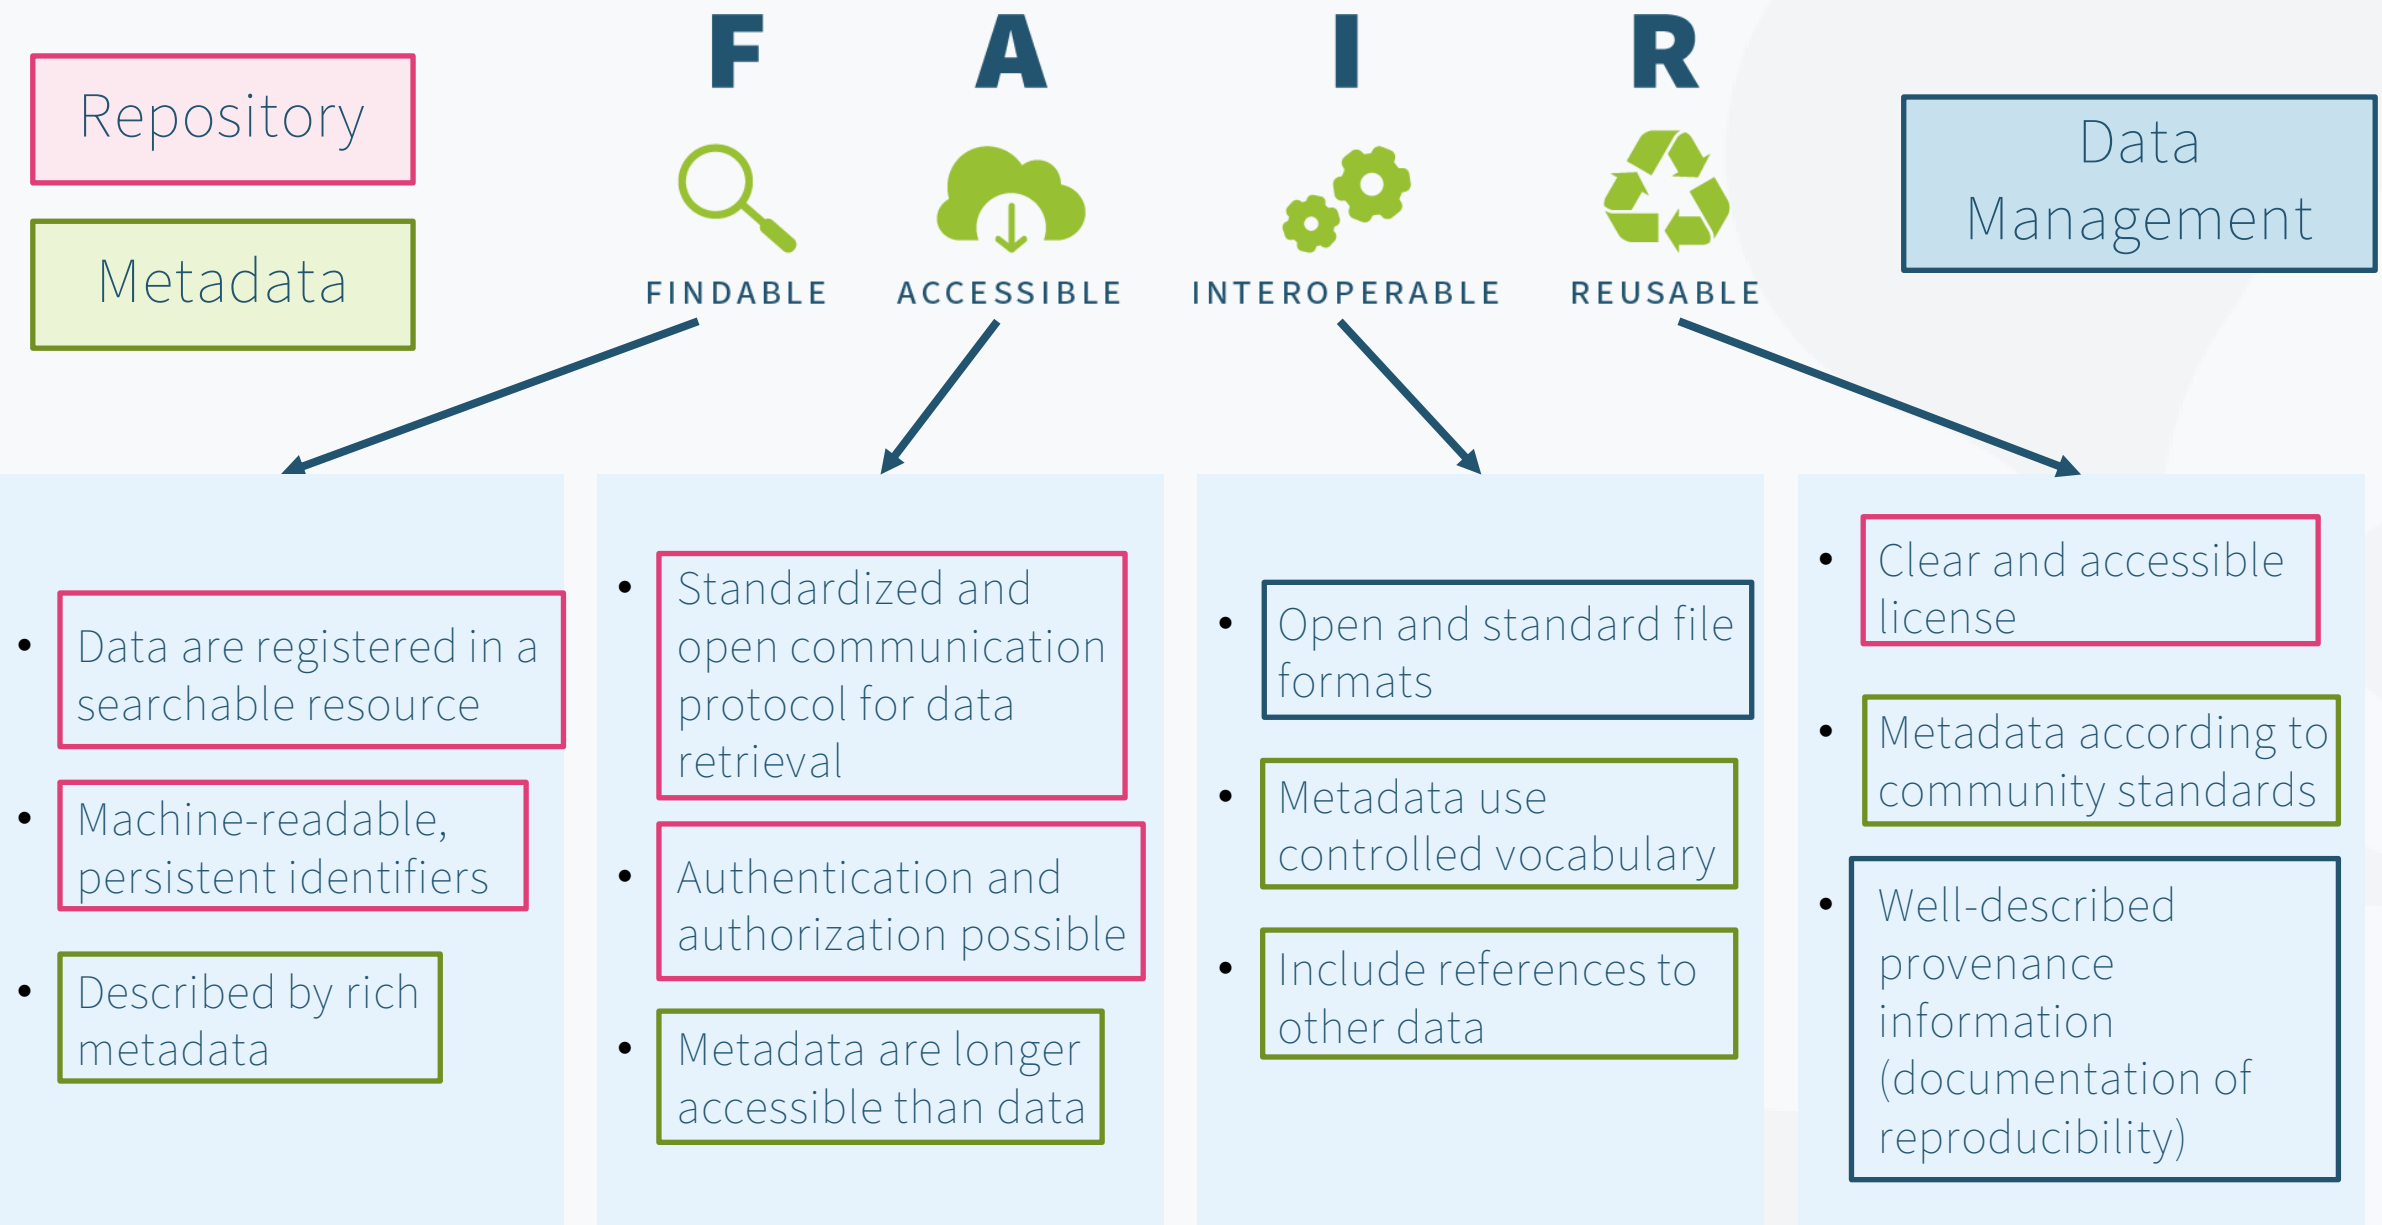 F A I R
Repository
Metadata
Data
Management
FINDABLE ACCESSIBLE INTEROPERABLE REUSABLE
• Data are registered in a
searchable resource
• Machine-readable,
persistent identifiers
• Described by rich
metadata
• Standardized and
open communication
protocol for data
retrieval
• Authentication and
authorization possible
• Metadata are longer
accessible than data
• Open and standard file
formats
• Metadata use
controlled vocabulary
• Include references to
other data
• Clear and accessible
license
• Metadata according to
community standards
• Well-described
provenance
information
(documentation of
reproducibility)